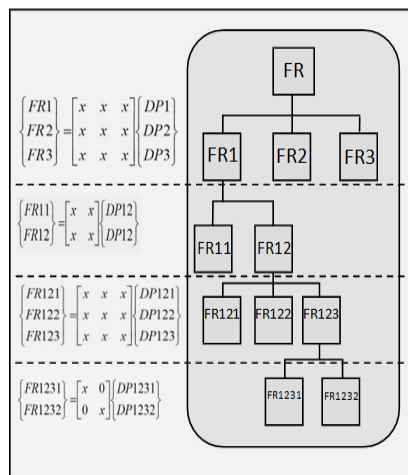 FR
{FR1} [x x x] {DP1}
{FR2} = [x x x] {DP2}
{FR3} [x x x] {DP3}
FR1 FR2 FR3
{FR11} [x x] {DP12}
{FR12} = [x x] {DP12}
FR11 FR12
{FR121} [x x x] {DP121}
{FR122} = [x x x] {DP122}
{FR123} [x x x] {DP123}
FR121 FR122 FR123
{FR1231} [x 0] {DP1231}
{FR1232} = [0 x] {DP1232}
FR1231 FR1232